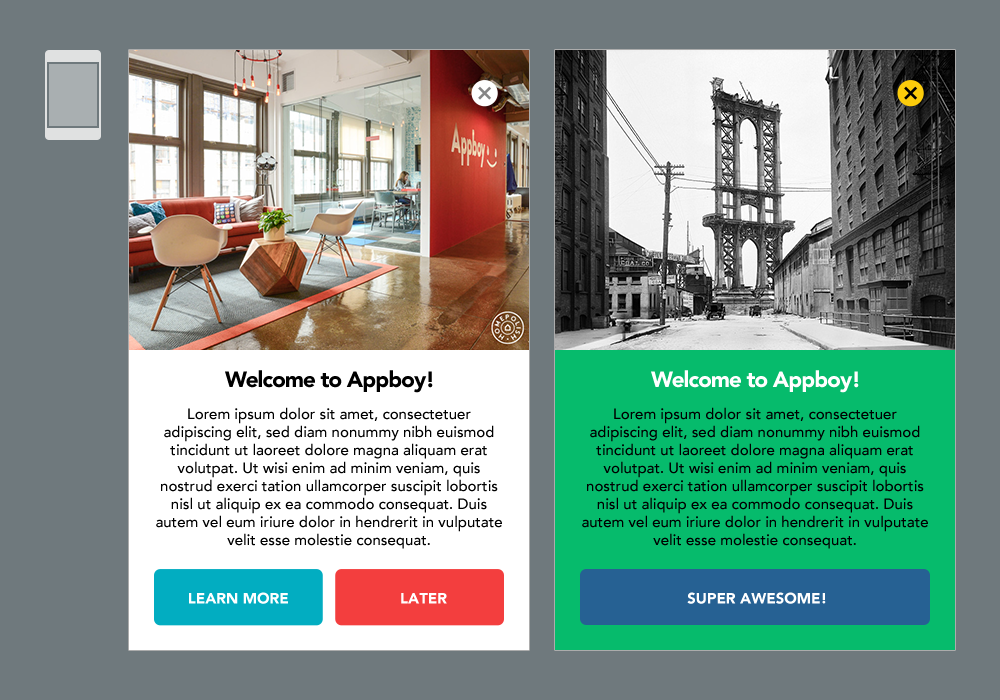 Appboy
HOMEPOLISH
Welcome to Appboy!
Lorem ipsum dolor sit amet, consectetuer
adipiscing elit, sed diam nonummy nibh euismod
tincidunt ut laoreet dolore magna aliquam erat
volutpat. Ut wisi enim ad minim veniam, quis
nostrud exerci tation ullamcorper suscipit lobortis
nisl ut aliquip ex ea commodo consequat. Duis
autem vel eum iriure dolor in hendrerit in vulputate
velit esse molestie consequat.
LEARN MORE
LATER
COAL
Welcome to Appboy!
Lorem ipsum dolor sit amet, consectetuer
adipiscing elit, sed diam nonummy nibh euismod
tincidunt ut laoreet dolore magna aliquam erat
volutpat. Ut wisi enim ad minim veniam, quis
nostrud exerci tation ullamcorper suscipit lobortis
nisl ut aliquip ex ea commodo consequat. Duis
autem vel eum iriure dolor in hendrerit in vulputate
velit esse molestie consequat.
SUPER AWESOME!